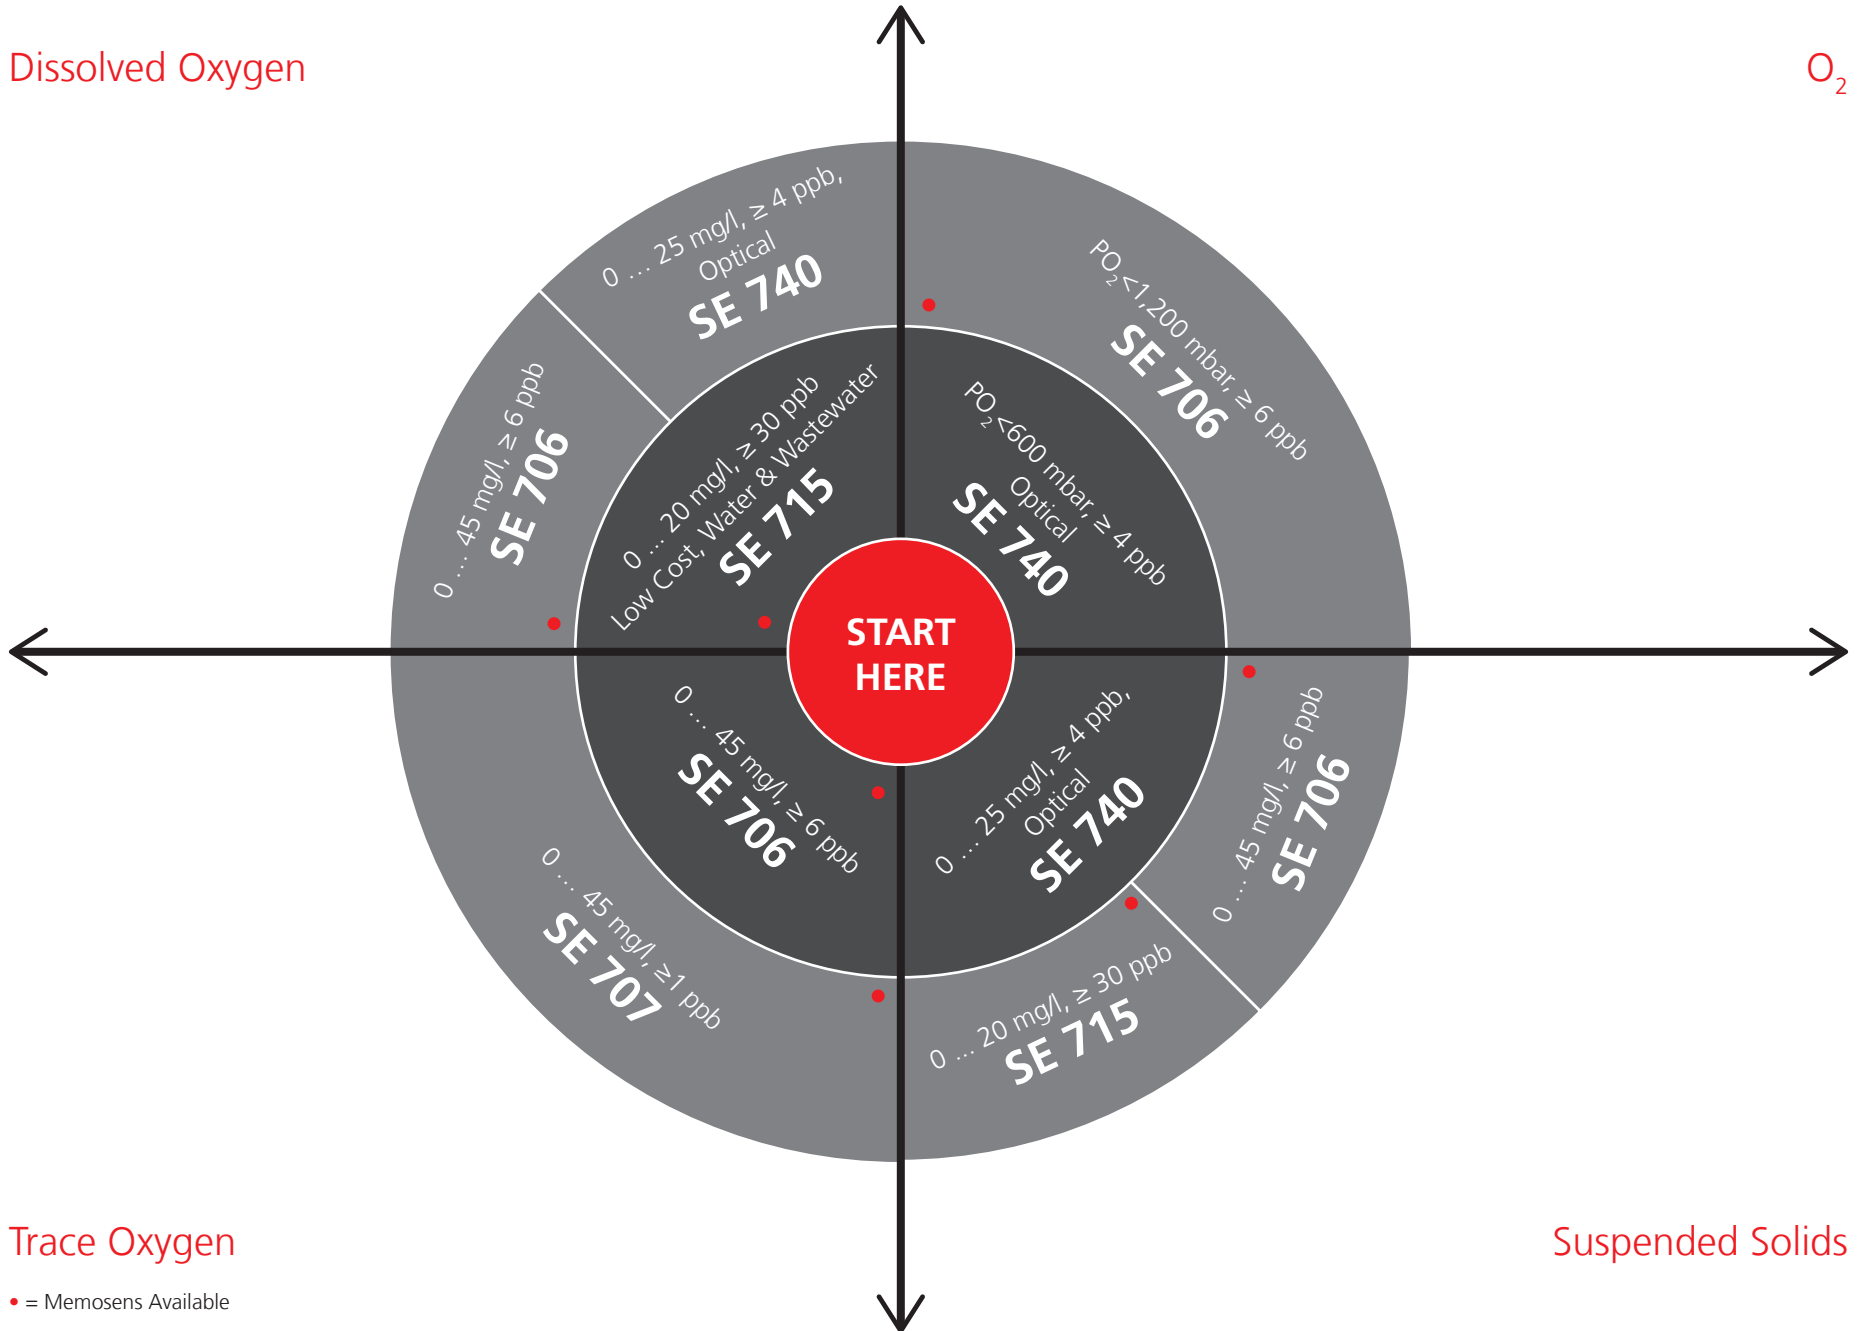 Dissolved Oxygen
O₂
0 ... 25 mg/l, ≥ 4 ppb,
Optical
SE 740
0 ... 45 mg/l, ≥ 6 ppb
SE 706
0 ... 20 mg/l, ≥ 30 ppb
Low Cost, Water & Wastewater
SE 715
PO₂<1,200 mbar, ≥ 6 ppb
SE 706
PO₂<600 mbar, ≥ 4 ppb
Optical
SE 740
START
HERE
0 ... 45 mg/l, ≥ 6 ppb
SE 706
0 ... 45 mg/l, ≥1 ppb
SE 707
0 ... 25 mg/l, ≥ 4 ppb,
Optical
SE 740
0 ... 45 mg/l, ≥ 6 ppb
SE 706
0 ... 20 mg/l, ≥ 30 ppb
SE 715
Trace Oxygen
Suspended Solids
• = Memosens Available